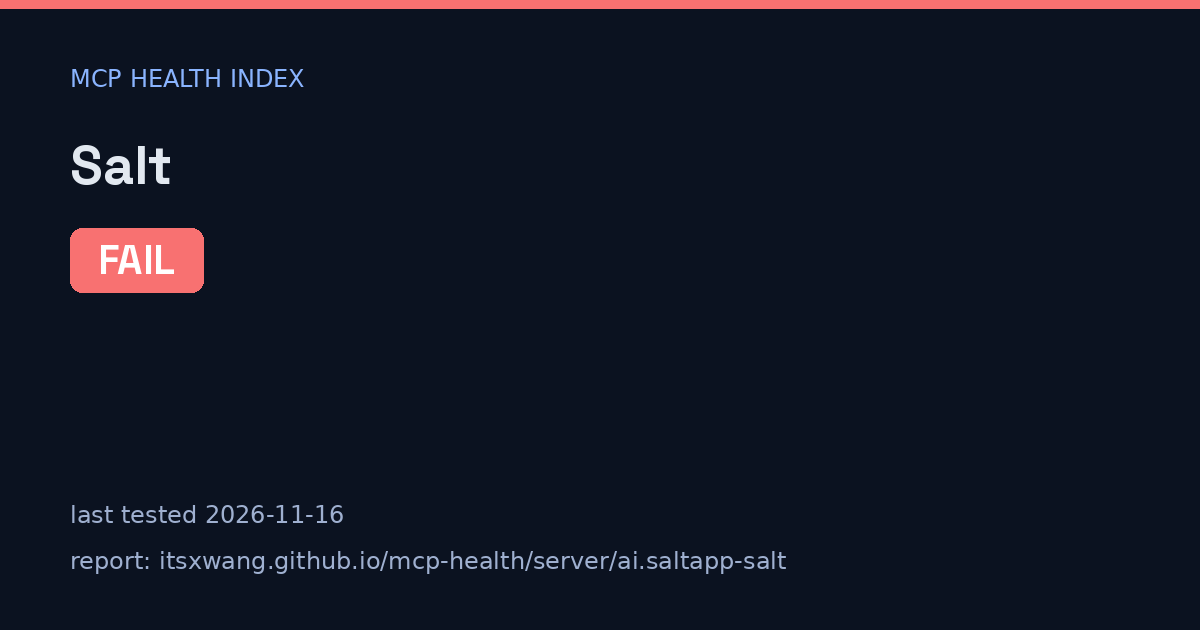 MCP HEALTH INDEX
Salt
FAIL
last tested 2026-11-16
report: itsxwang.github.io/mcp-health/server/ai.saltapp-salt